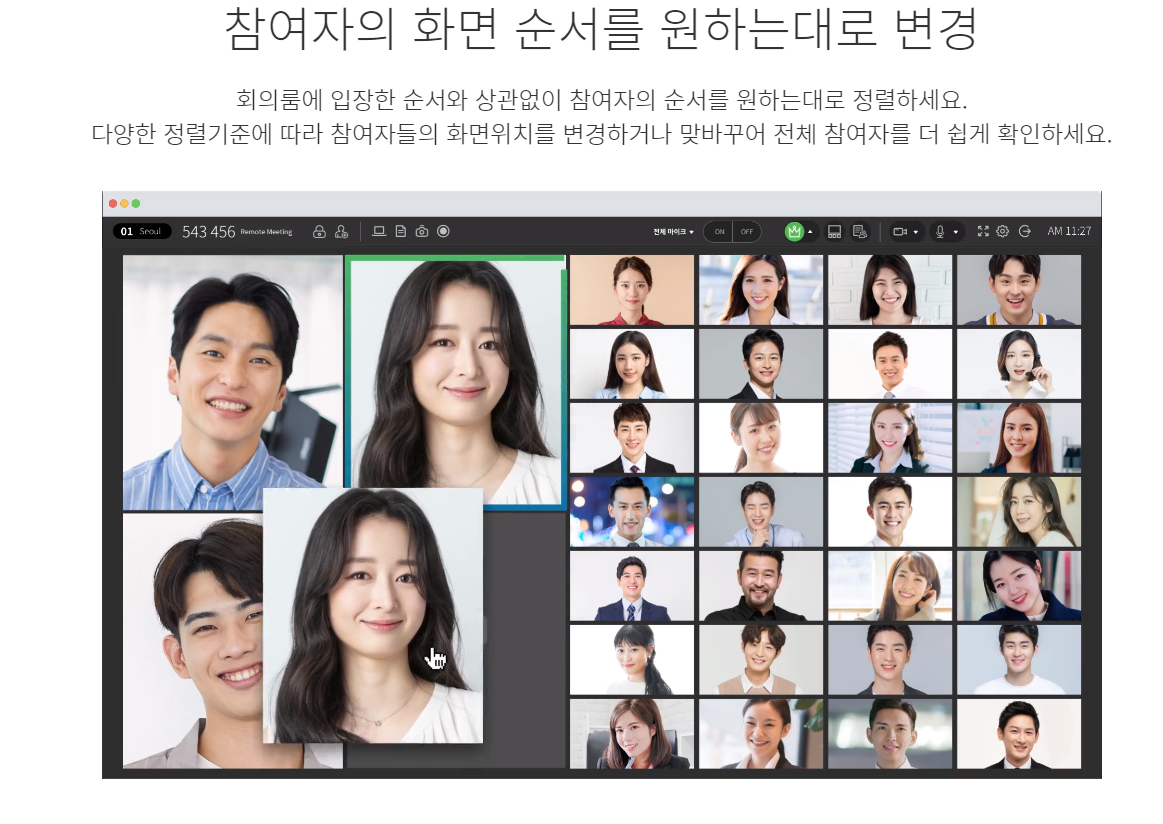 참여자의 화면 순서를 원하는대로 변경
회의룸에 입장한 순서와 상관없이 참여자의 순서를 원하는대로 정렬하세요.
다양한 정렬기준에 따라 참여자들의 화면위치를 변경하거나 맞바꾸어 전체 참여자를 더 쉽게 확인하세요.
01 Seoul 543 456 Remote Meeting 전체 마이크 ON OFF AM 11:27